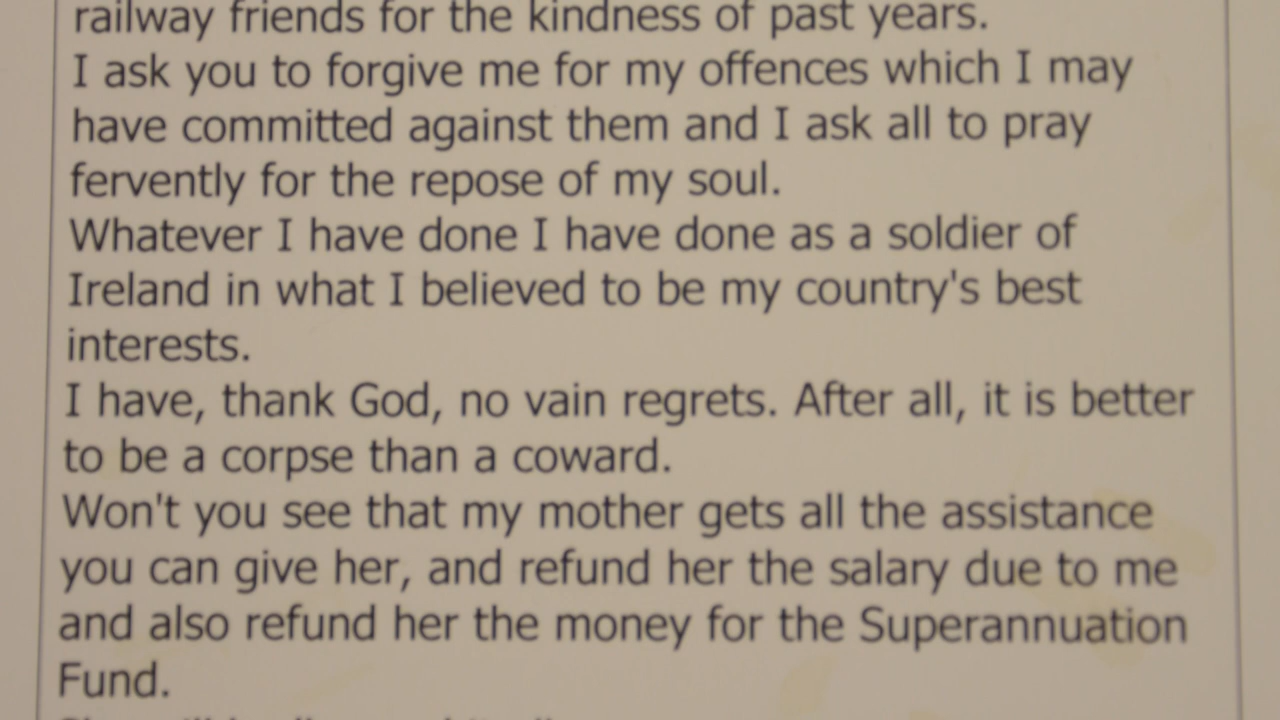 railway friends for the kindness of past years.
I ask you to forgive me for my offences which I may
have committed against them and I ask all to pray
fervently for the repose of my soul.
Whatever I have done I have done as a soldier of
Ireland in what I believed to be my country's best
interests.
I have, thank God, no vain regrets. After all, it is better
to be a corpse than a coward.
Won't you see that my mother gets all the assistance
you can give her, and refund her the salary due to me
and also refund her the money for the Superannuation
Fund.